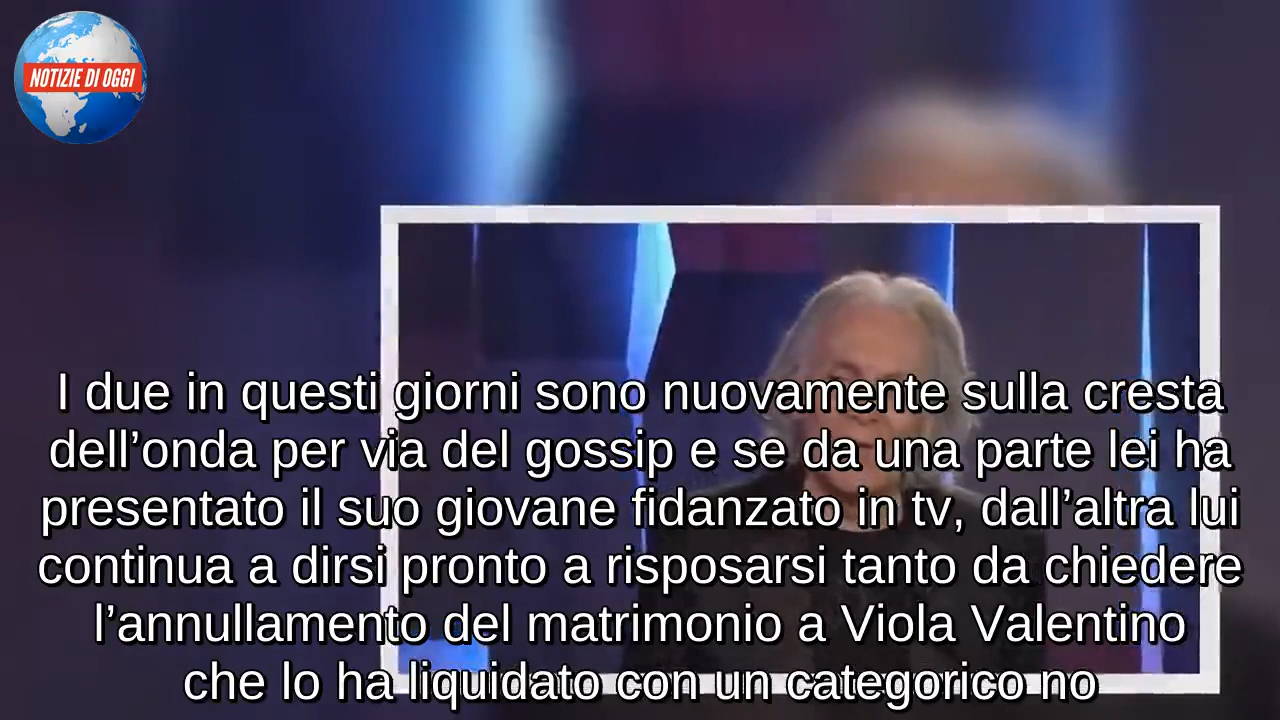 NOTIZIE DI OGGI
I due in questi giorni sono nuovamente sulla cresta
dell’onda per via del gossip e se da una parte lei ha
presentato il suo giovane fidanzato in tv, dall’altra lui
continua a dirsi pronto a risposarsi tanto da chiedere
l’annullamento del matrimonio a Viola Valentino
che lo ha liquidato con un categorico no